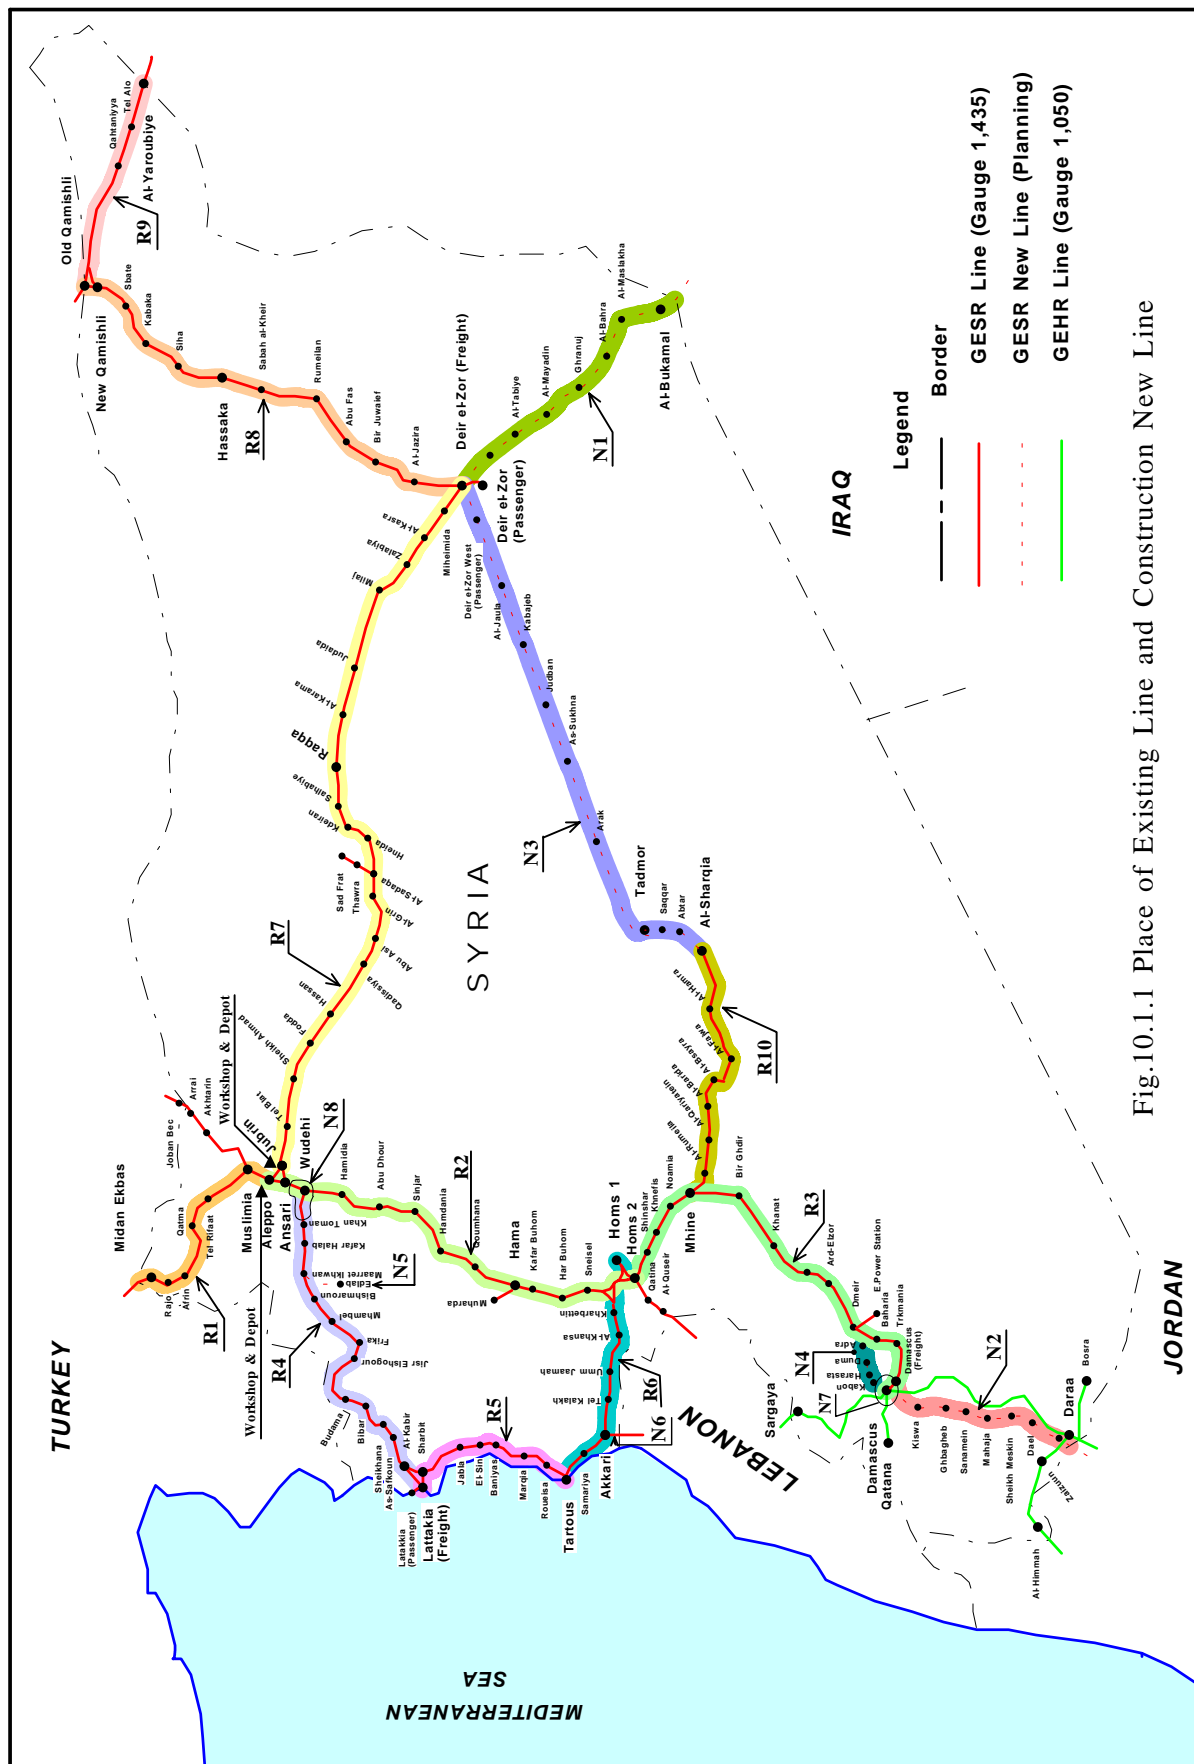 TURKEY
Midan Ekbas
Rajo
Afrin
Qatma
Tel Rifaat
R1
Muslimia
Joban Bec
Arrai
Akhtarin
Workshop & Depot
Workshop & Depot
Aleppo
Ansari
Jubrin
Wudehi
N8
Tel Blat
Sheikh Ahmad
Fodda
Hassan
R7
Qadissiya
Abu Asi
Al-Grin
Al-Sadaqa
Thawra
Sad Frat
Hneida
Kdeiran
Salhabiye
Raqqa
Al-Karama
Judaida
Milaj
Zalabiya
Al-Kasra
Miheimida
Deir el-Zor (Freight)
Deir el-Zor
(Passenger)
Al-Jazira
Bir Juwaief
Abu Fas
Rumeilan
Sabah al-Kheir
R8
Hassaka
Siha
Kabaka
Sbate
New Qamishli
Old Qamishli
R9
Qahtaniyya
Tel Alo
Al-Yaroubiye
Al-Tabiye
Al-Mayadin
Ghranuj
Al-Bahra
Al-Maslakha
Al-Bukamal
N1
Deir el-Zor West
(Passenger)
Al-Jaula
Kabajeb
Judban
As-Sukhna
Arak
N3
Tadmor
Saqqar
Abtar
Al-Sharqia
SYRIA
IRAQ
Al-Hamra
Al-Fajwa
Al-Bsayra
Al-Barida
Al-Qariyatein
Al-Rumeila
R10
Hamidia
Abu Dhour
Sinjar
Hamdania
Qoumhana
R2
Hama
Kafar Buhom
Har Buhom
Sneisel
Muharda
Khan Toman
Kafar Halab
Maarret Ikhwan
Edlab
N5
Bishmaroun
Mhambel
Frika
Jisr Elshogour
R4
Budama
Bibar
Sheikhana
As-Safkoun
Al-Kabir
Sharbit
Latakkia
(Passenger)
Lattakia
(Freight)
Jabla
El-Sin
Baniyas
R5
Marqia
Roueisa
Tartous
Samariya
Akkari
N6
R6
Tel Kalakh
Umm Jaamah
Al-Khansa
Kharbettin
Homs 1
Homs 2
Qatina
Al-Quseir
Shinshar
Khnefis
Noamia
Mhine
Bir Ghdir
Khanat
R3
Ard-Elzor
Dmeir
E.Power Station
Baharia
Trkmania
Damascus
(Freight)
Adra
Duma
Harasta
Kabon
N4
N7
Damascus
Qatana
Sargaya
LEBANON
N2
Kiswa
Ghbagheb
Sanamein
Mahaja
Sheikh Meskin
Dael
Daraa
Bosra
Zaizuun
Al-Himmah
JORDAN
MEDITERRANEAN
SEA
Legend
Border
GESR Line (Gauge 1,435)
GESR New Line (Planning)
GEHR Line (Gauge 1,050)
Fig.10.1.1 Place of Existing Line and Construction New Line